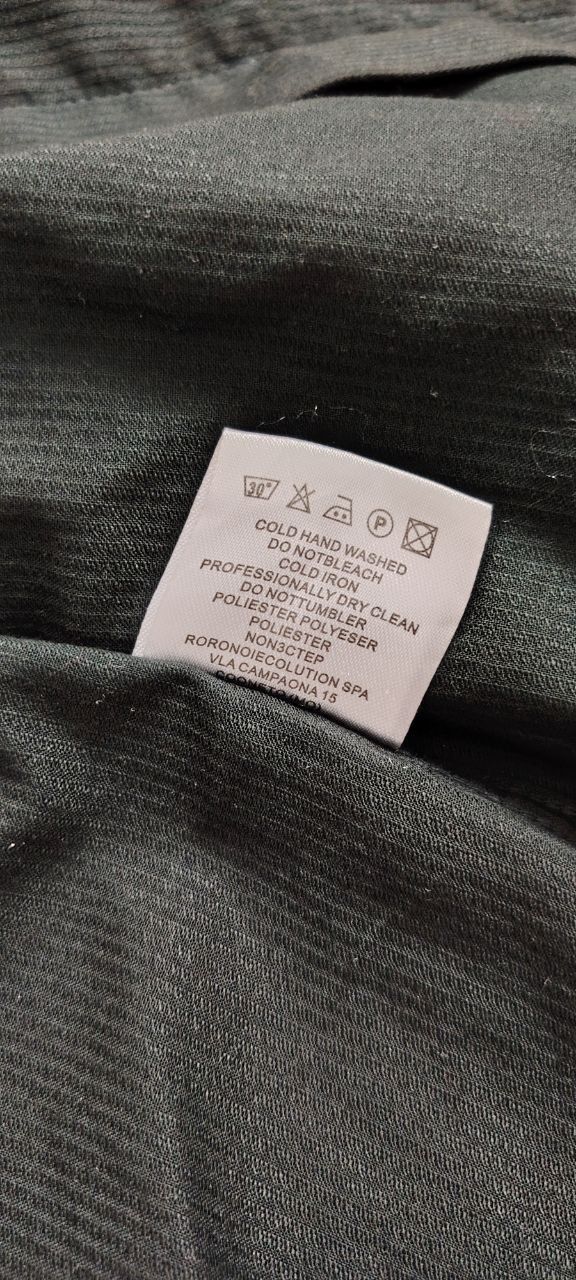 30°
P
COLD HAND WASHED
DO NOTBLEACH
COLD IRON
PROFESSIONALLY DRY CLEAN
DO NOTTUMBLER
POLIESTER POLYESER
POLIESTER
NON3CTEP
RORONOIECOLUTION SPA
VLA CAMPAONA 15